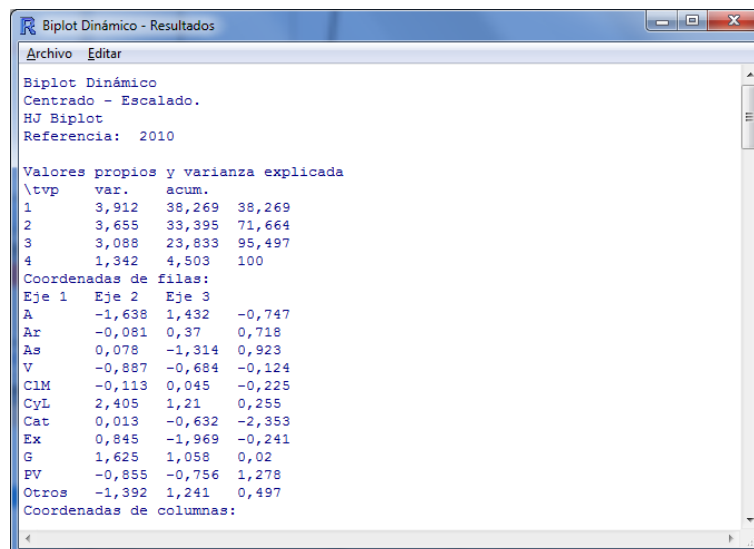 Biplot Dinámico - Resultados
Archivo Editar
Biplot Dinámico
Centrado - Escalado.
HJ Biplot
Referencia: 2010
Valores propios y varianza explicada
\tvp var. acum.
1 3,912 38,269 38,269
2 3,655 33,395 71,664
3 3,088 23,833 95,497
4 1,342 4,503 100
Coordenadas de filas:
Eje 1 Eje 2 Eje 3
A -1,638 1,432 -0,747
Ar -0,081 0,37 0,718
As 0,078 -1,314 0,923
V -0,887 -0,684 -0,124
ClM -0,113 0,045 -0,225
CyL 2,405 1,21 0,255
Cat 0,013 -0,632 -2,353
Ex 0,845 -1,969 -0,241
G 1,625 1,058 0,02
PV -0,855 -0,756 1,278
Otros -1,392 1,241 0,497
Coordenadas de columnas: